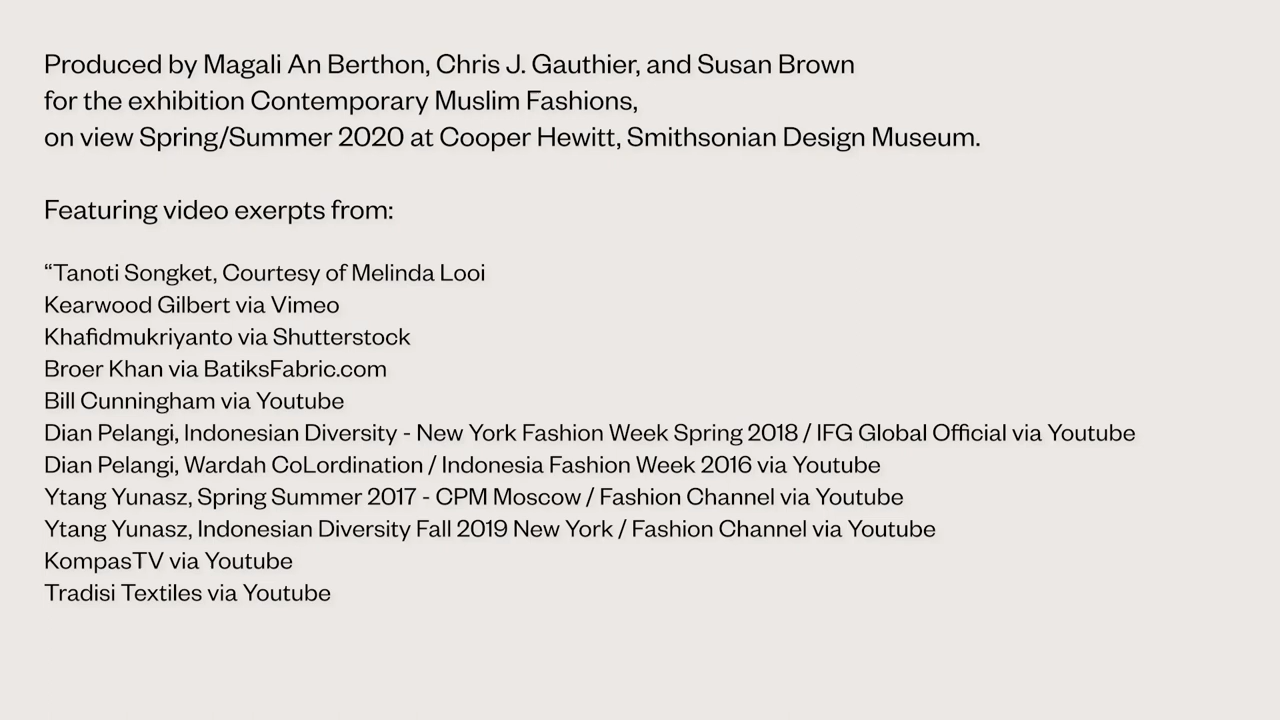 Produced by Magali An Berthon, Chris J. Gauthier, and Susan Brown
for the exhibition Contemporary Muslim Fashions,
on view Spring/Summer 2020 at Cooper Hewitt, Smithsonian Design Museum.
Featuring video exerpts from:
“Tanoti Songket, Courtesy of Melinda Looi
Kearwood Gilbert via Vimeo
Khafidmukriyanto via Shutterstock
Broer Khan via BatiksFabric.com
Bill Cunningham via Youtube
Dian Pelangi, Indonesian Diversity - New York Fashion Week Spring 2018 / IFG Global Official via Youtube
Dian Pelangi, Wardah CoLordination / Indonesia Fashion Week 2016 via Youtube
Ytang Yunasz, Spring Summer 2017 - CPM Moscow / Fashion Channel via Youtube
Ytang Yunasz, Indonesian Diversity Fall 2019 New York / Fashion Channel via Youtube
KompasTV via Youtube
Tradisi Textiles via Youtube